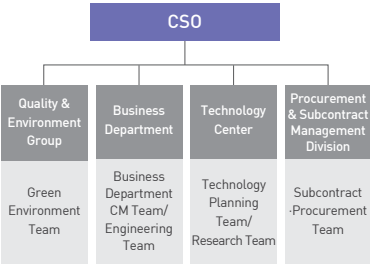 CSO
Quality &
Environment
Group
Business
Department
Technology
Center
Procurement
& Subcontract
Management
Division
Green
Environment
Team
Business
Department
CM Team/
Engineering
Team
Technology
Planning
Team/
Research Team
Subcontract
·Procurement
Team